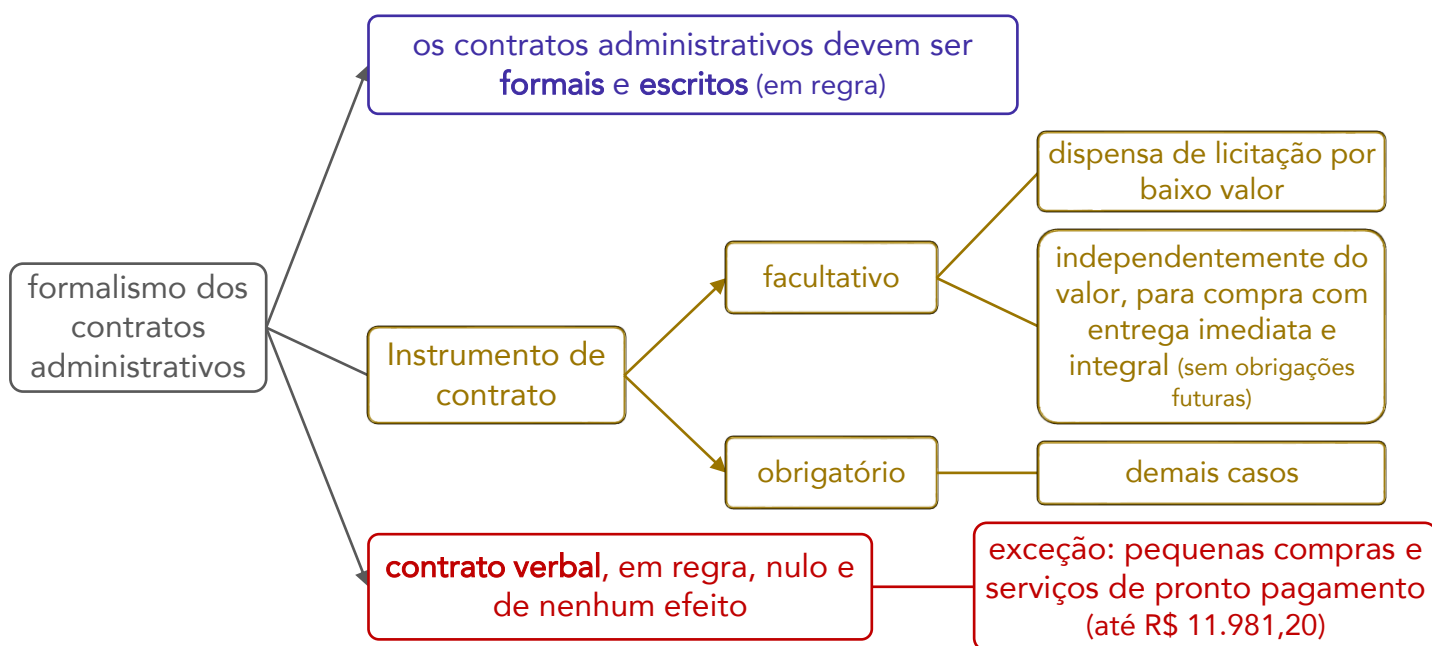 os contratos administrativos devem ser
formais e escritos (em regra)
dispensa de licitação por
baixo valor
facultativo
independentemente do
valor, para compra com
entrega imediata e
integral (sem obrigações
futuras)
formalismo dos
contratos
administrativos
Instrumento de
contrato
obrigatório
demais casos
contrato verbal, em regra, nulo e
de nenhum efeito
exceção: pequenas compras e
serviços de pronto pagamento
(até R$ 11.981,20)